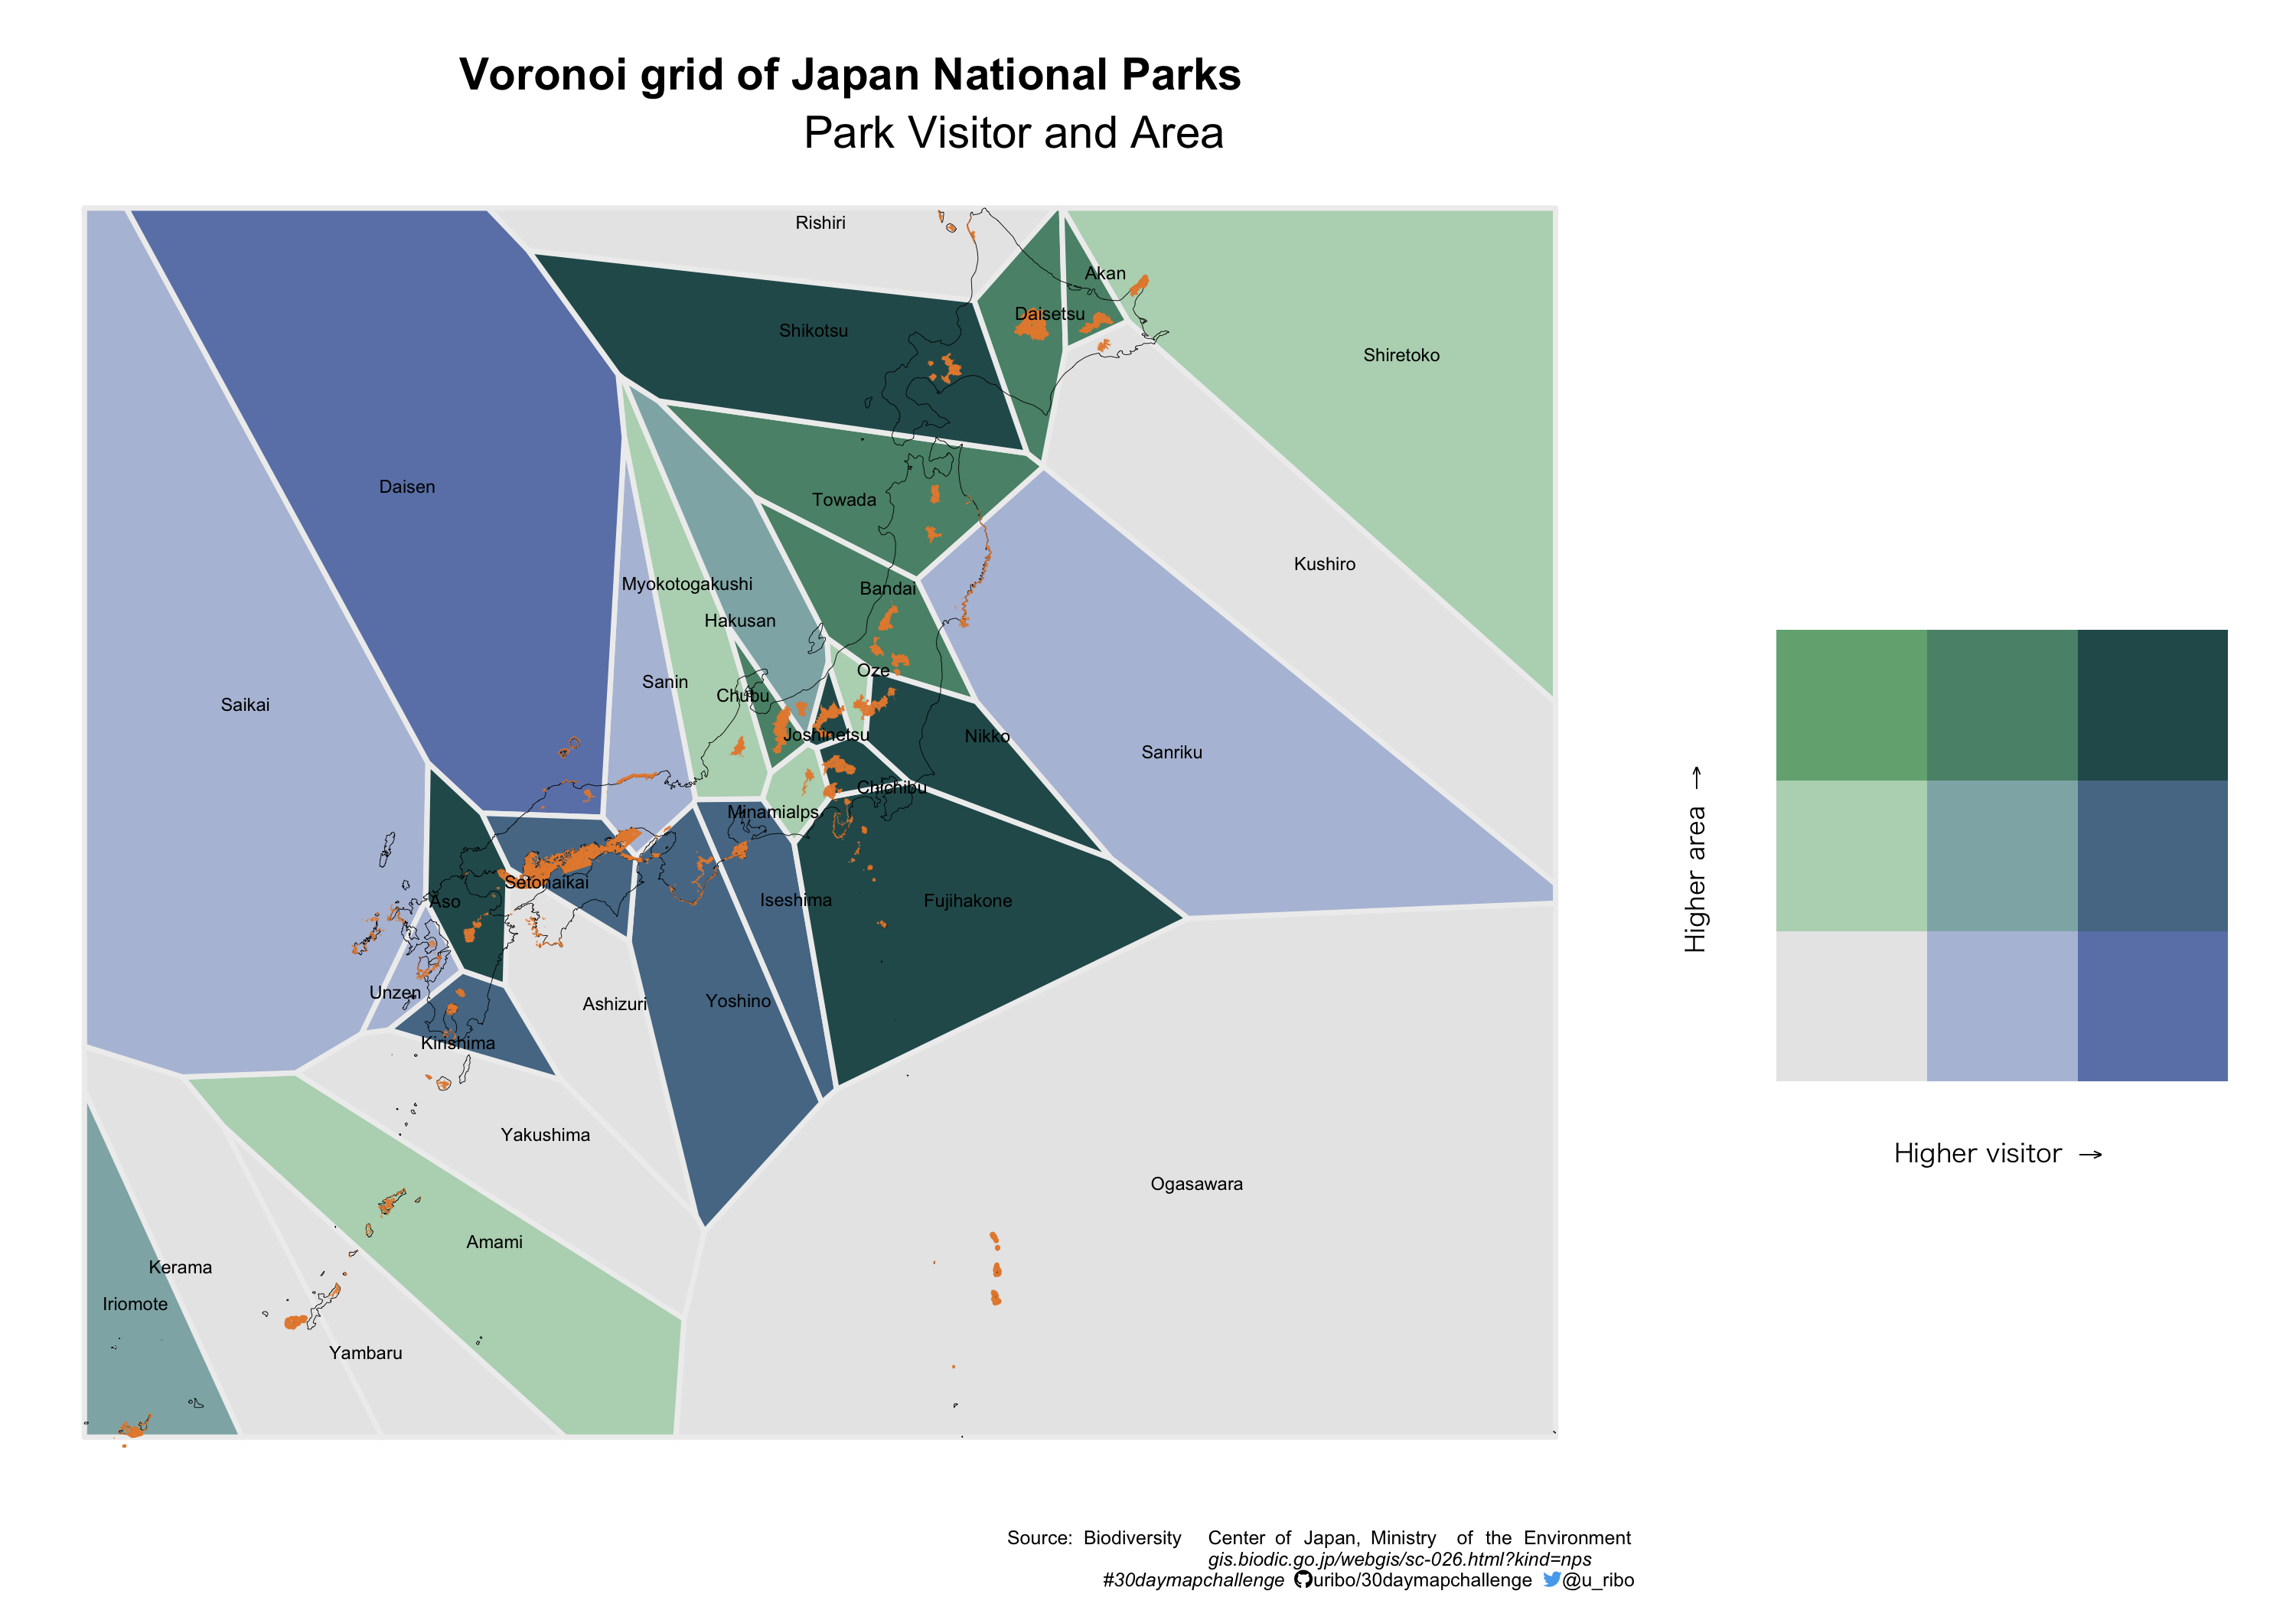 Voronoi grid of Japan National Parks
Park Visitor and Area
Rishiri
Akan
Daisetsu
Shikotsu
Shiretoko
Daisen
Towada
Kushiro
Myokotogakushi
Bandai
Hakusan
Oze
Sanin
Chubu
Saikai
Joshinetsu
Nikko
Sanriku
Chichibu
Minamialps
Setonaikai
Aso
Iseshima
Fujihakone
Unzen
Ashizuri
Yoshino
Kirishima
Yakushima
Ogasawara
Amami
Kerama
Iriomote
Yambaru
Higher area →
Higher visitor →
Source: Biodiversity Center of Japan, Ministry of the Environment
gis.biodic.go.jp/webgis/sc-026.html?kind=nps
#30daymapchallenge uribo/30daymapchallenge @u_ribo